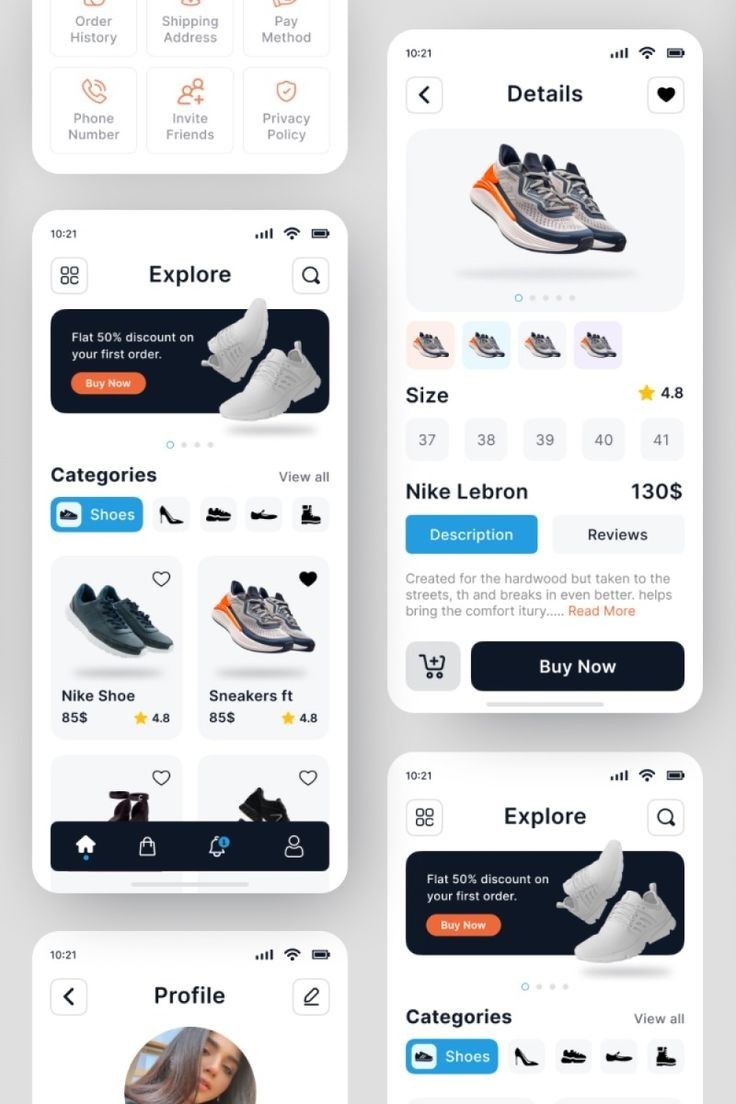 Order
History
Shipping
Address
Pay
Method
Phone
Number
Invite
Friends
Privacy
Policy
10:21
Explore
Flat 50% discount on
your first order.
Buy Now
Categories
View all
Shoes
Nike Shoe
85$
4.8
Sneakers ft
85$
4.8
1
10:21
Profile
10:21
Details
Size
4.8
37
38
39
40
41
Nike Lebron
130$
Description
Reviews
Created for the hardwood but taken to the
streets, th and breaks in even better. helps
bring the comfort itury..... Read More
Buy Now
10:21
Explore
Flat 50% discount on
your first order.
Buy Now
Categories
View all
Shoes